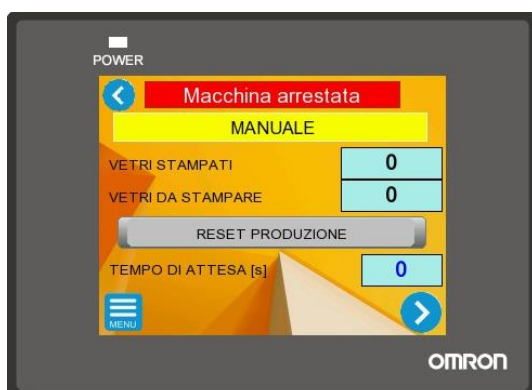 POWER
Macchina arrestata
MANUALE
VETRI STAMPATI 0
VETRI DA STAMPARE 0
RESET PRODUZIONE
TEMPO DI ATTESA [s] 0
MENU
OMRON